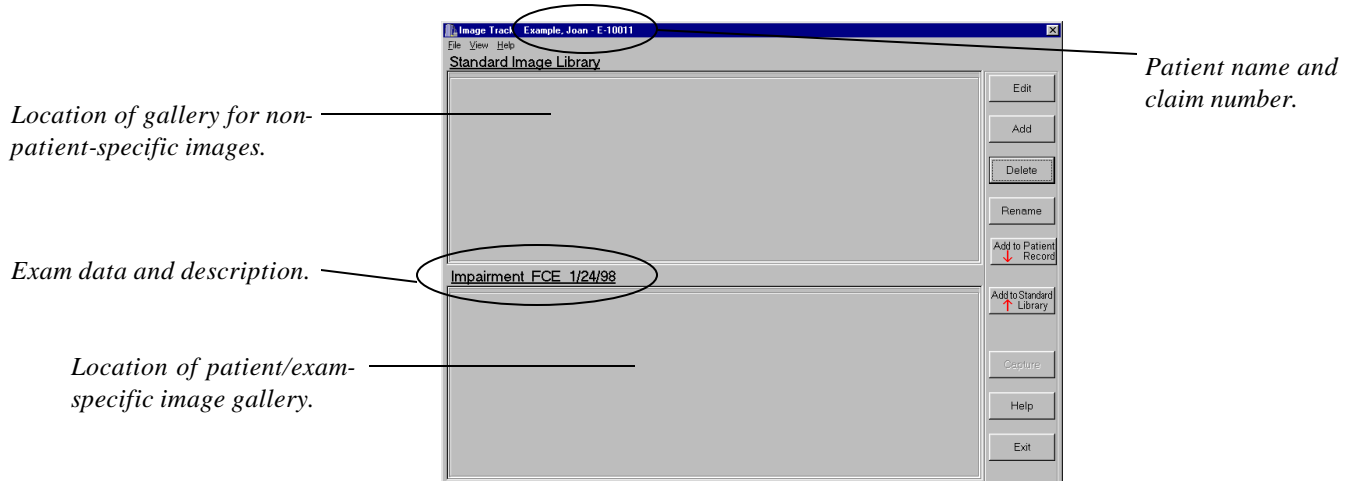 Image Track Example, Joan - E-10011
File View Help
Standard Image Library
Patient name and
claim number.
Location of gallery for non-
patient-specific images.
Edit
Add
Delete
Rename
Add to Patient
Record
Exam data and description.
Impairment FCE 1/24/98
Add to Standard
Library
Location of patient/exam-
specific image gallery.
Capture
Help
Exit